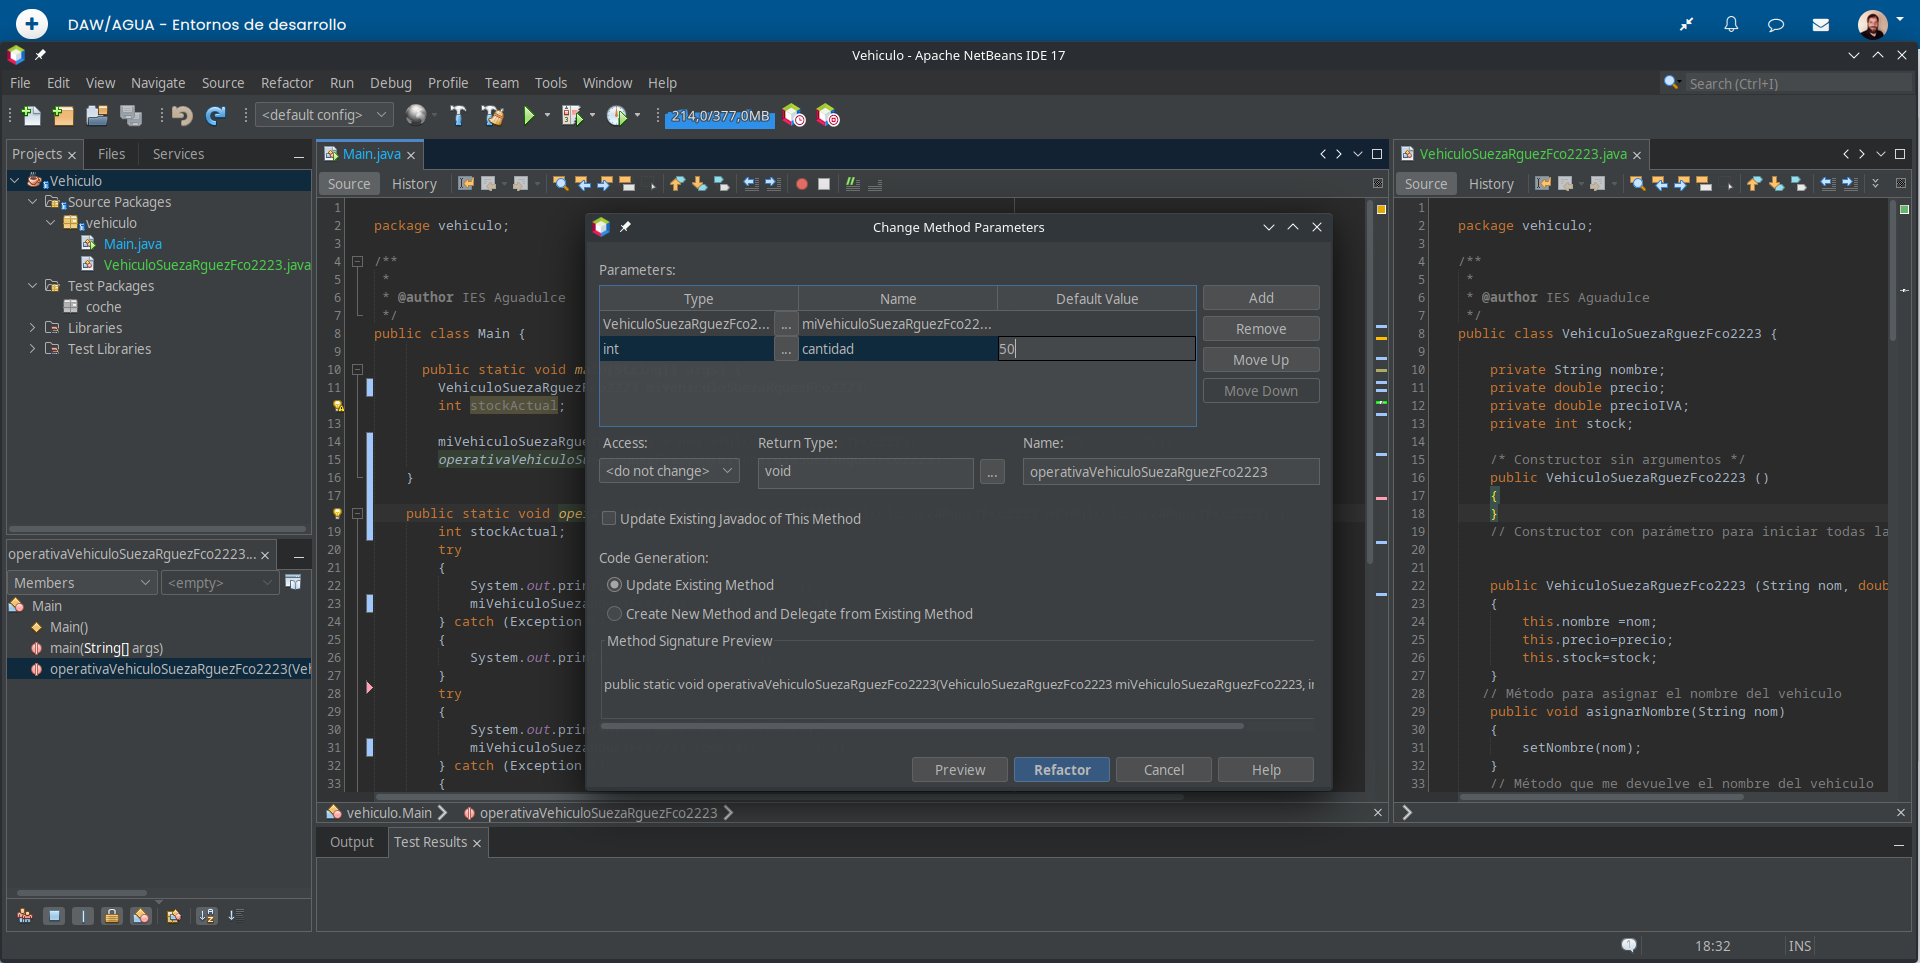 DAW/AGUA - Entornos de desarrollo
Vehiculo - Apache NetBeans IDE 17
File Edit View Navigate Source Refactor Run Debug Profile Team Tools Window Help
Search (Ctrl+I)
<default config>
214,0/377,0MB
Projects Files Services
Vehiculo
Source Packages
vehiculo
Main.java
VehiculoSuezaRguezFco2223.java
Test Packages
coche
Libraries
Test Libraries
operativaVehiculoSuezaRguezFco2223...
Members <empty>
Main
Main()
main(String[] args)
operativaVehiculoSuezaRguezFco2223(Vel
Main.java
Source History
1
2 package vehiculo;
3
4 /**
5 *
6 * @author IES Aguadulce
7 */
8 public class Main {
9
10 public static void ma
11 VehiculoSuezaRguezF
int stockActual;
13
14 miVehiculoSuezaRgue
15 operativaVehiculoSu
16 }
17
public static void ope
19 int stockActual;
20 try
21 {
22 System.out.prin
23 miVehiculoSueza
24 } catch (Exception
25 {
26 System.out.prin
27 }
28 try
29 {
30 System.out.prin
31 miVehiculoSueza
32 } catch (Exception
33 {
vehiculo.Main operativaVehiculoSuezaRguezFco2223
Change Method Parameters
Parameters:
Type Name Default Value
VehiculoSuezaRguezFco2... ... miVehiculoSuezaRguezFco22...
int ... cantidad 50
Add
Remove
Move Up
Move Down
Access: Return Type: Name:
<do not change> void ... operativaVehiculoSuezaRguezFco2223
Update Existing Javadoc of This Method
Code Generation:
Update Existing Method
Create New Method and Delegate from Existing Method
Method Signature Preview
public static void operativaVehiculoSuezaRguezFco2223(VehiculoSuezaRguezFco2223 miVehiculoSuezaRguezFco2223, i
Preview Refactor Cancel Help
VehiculoSuezaRguezFco2223.java
Source History
1
2 package vehiculo;
3
4 /**
5 *
6 * @author IES Aguadulce
7 */
8 public class VehiculoSuezaRguezFco2223 {
9
10 private String nombre;
11 private double precio;
12 private double precioIVA;
13 private int stock;
14
15 /* Constructor sin argumentos */
16 public VehiculoSuezaRguezFco2223 ()
17 {
18 }
19 // Constructor con parámetro para iniciar todas la
20
21
22 public VehiculoSuezaRguezFco2223 (String nom, doub
23 {
24 this.nombre =nom;
25 this.precio=precio;
26 this.stock=stock;
27 }
28 // Método para asignar el nombre del vehiculo
29 public void asignarNombre(String nom)
30 {
31 setNombre(nom);
32 }
33 // Método que me devuelve el nombre del vehiculo
Output Test Results
1 18:32 INS